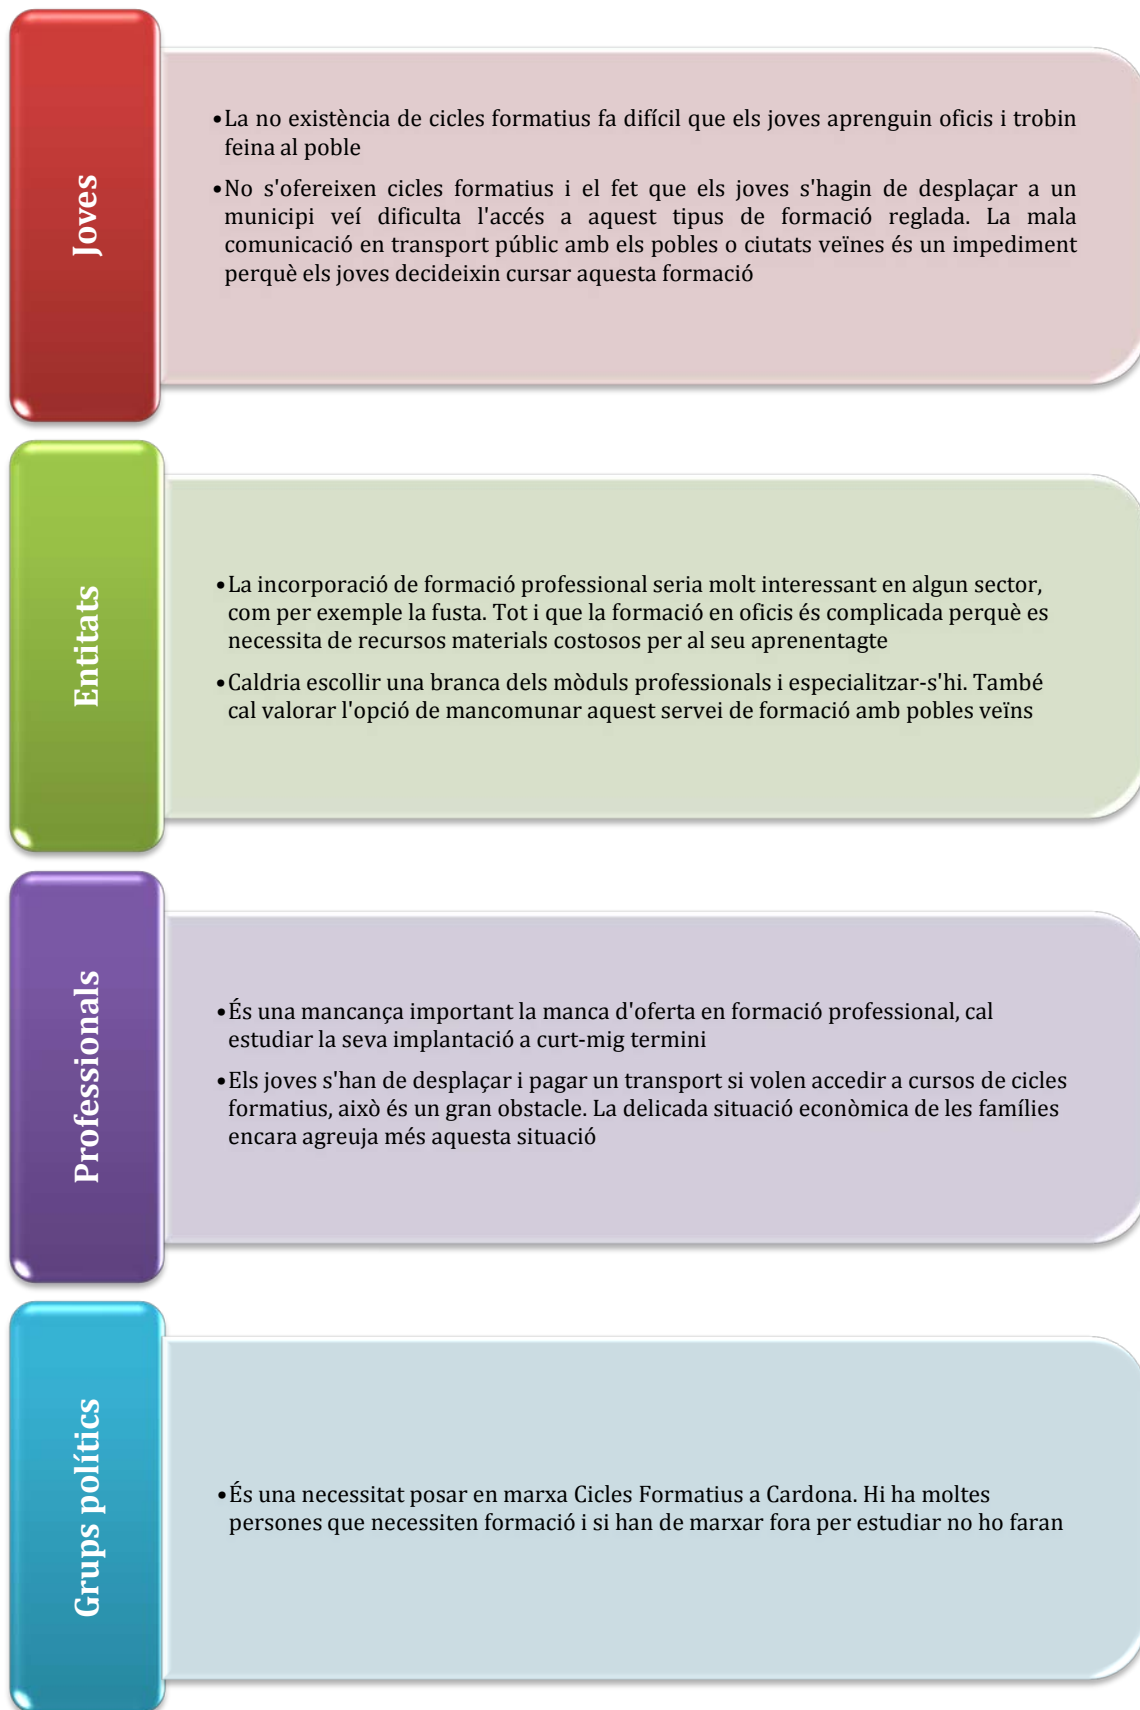 Joves
•La no existència de cicles formatius fa difícil que els joves aprenguin oficis i trobin
feina al poble
•No s'ofereixen cicles formatius i el fet que els joves s'hagin de desplaçar a un
municipi veí dificulta l'accés a aquest tipus de formació reglada. La mala
comunicació en transport públic amb els pobles o ciutats veïnes és un impediment
perquè els joves decideixin cursar aquesta formació
Entitats
•La incorporació de formació professional seria molt interessant en algun sector,
com per exemple la fusta. Tot i que la formació en oficis és complicada perquè es
necessita de recursos materials costosos per al seu aprenentagte
•Caldria escollir una branca dels mòduls professionals i especialitzar-s'hi. També
cal valorar l'opció de mancomunar aquest servei de formació amb pobles veïns
Professionals
•És una mancança important la manca d'oferta en formació professional, cal
estudiar la seva implantació a curt-mig termini
•Els joves s'han de desplaçar i pagar un transport si volen accedir a cursos de cicles
formatius, això és un gran obstacle. La delicada situació econòmica de les famílies
encara agreuja més aquesta situació
Grups polítics
•És una necessitat posar en marxa Cicles Formatius a Cardona. Hi ha moltes
persones que necessiten formació i si han de marxar fora per estudiar no ho faran